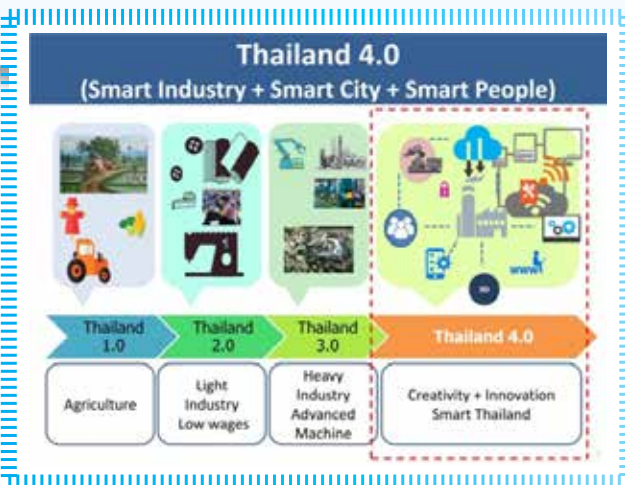 Thailand 4.0
(Smart Industry + Smart City + Smart People)
www
Thailand
1.0
Thailand
2.0
Thailand
3.0
Thailand 4.0
Agriculture
Light
Industry
Low wages
Heavy
Industry
Advanced
Machine
Creativity + Innovation
Smart Thailand